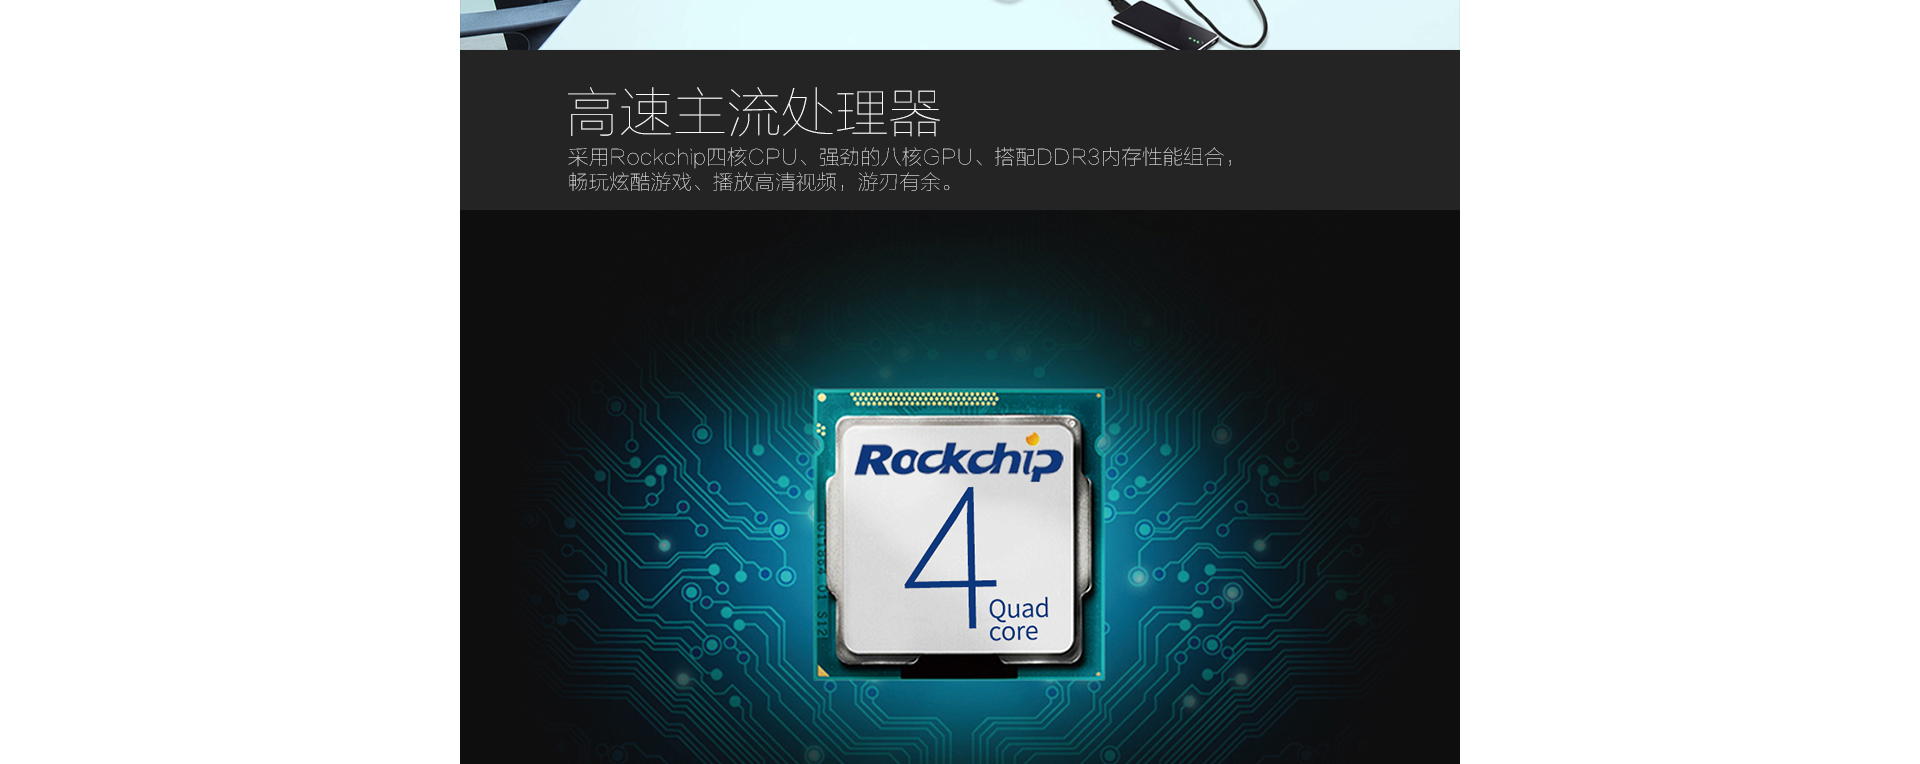 高速主流处理器
采用Rockchip四核CPU、强劲的八核GPU、搭配DDR3内存性能组合，
畅玩炫酷游戏、播放高清视频，游刃有余。
Rockchip
4
Quad
core